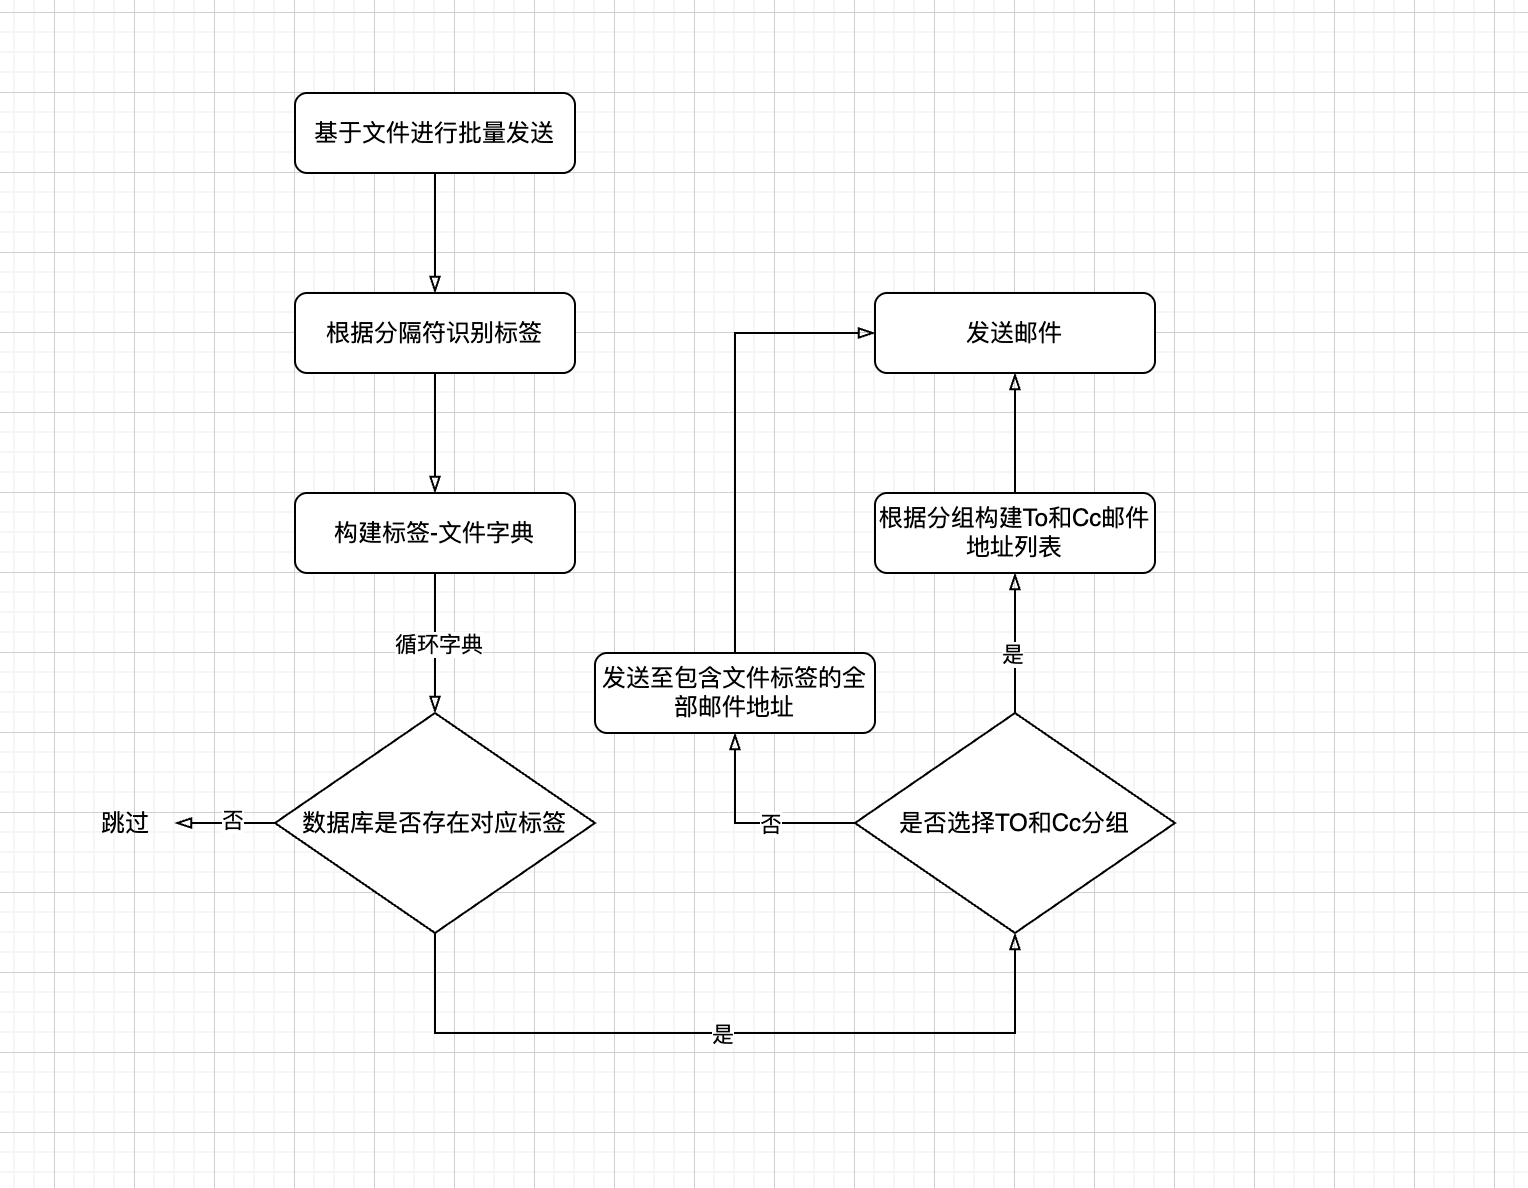 基于文件进行批量发送
根据分隔符识别标签
构建标签-文件字典
循环字典
数据库是否存在对应标签
否
跳过
是
是否选择TO和Cc分组
否
发送至包含文件标签的全
部邮件地址
是
根据分组构建To和Cc邮件
地址列表
发送邮件